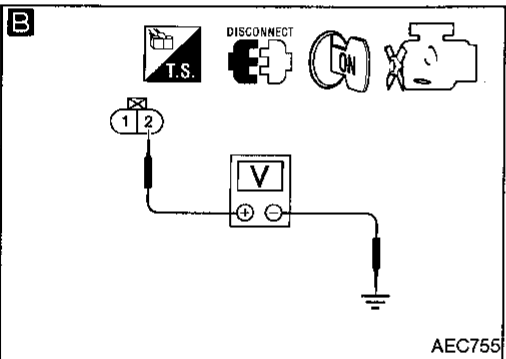 B
T.S.
DISCONNECT
ON
1 2
V
+ −
AEC755